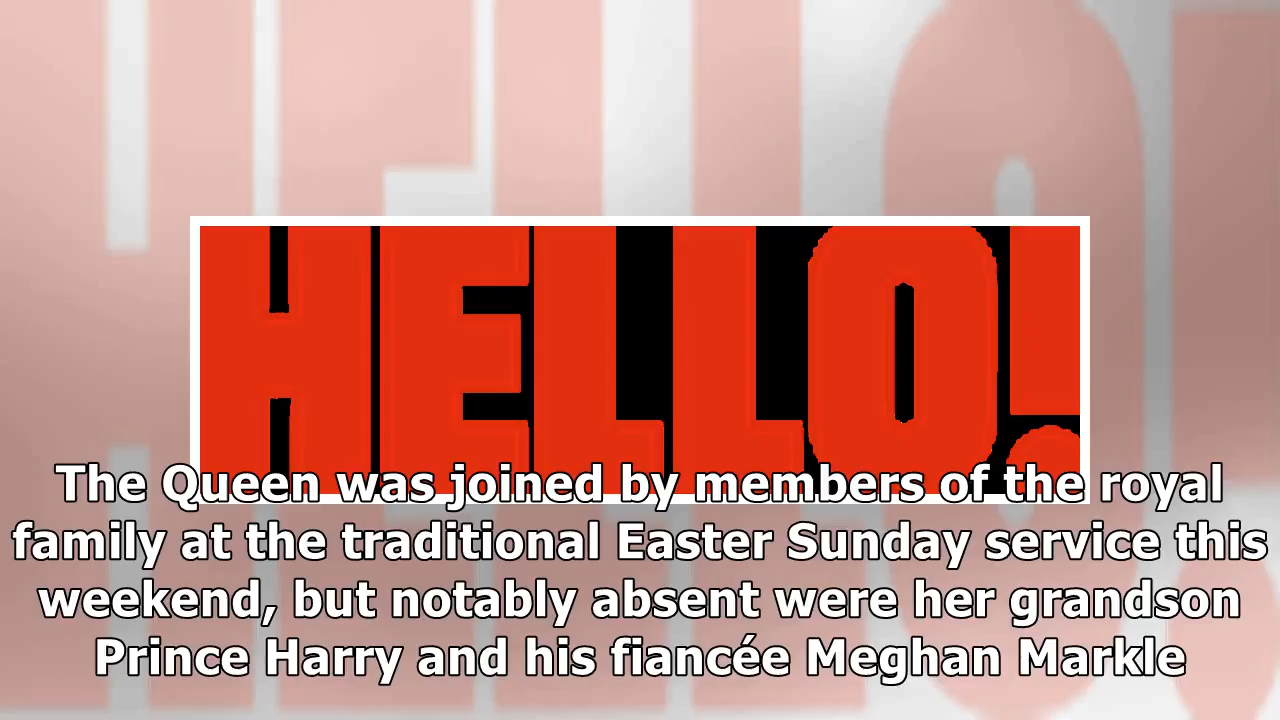 HELLO!
The Queen was joined by members of the royal
family at the traditional Easter Sunday service this
weekend, but notably absent were her grandson
Prince Harry and his fiancée Meghan Markle